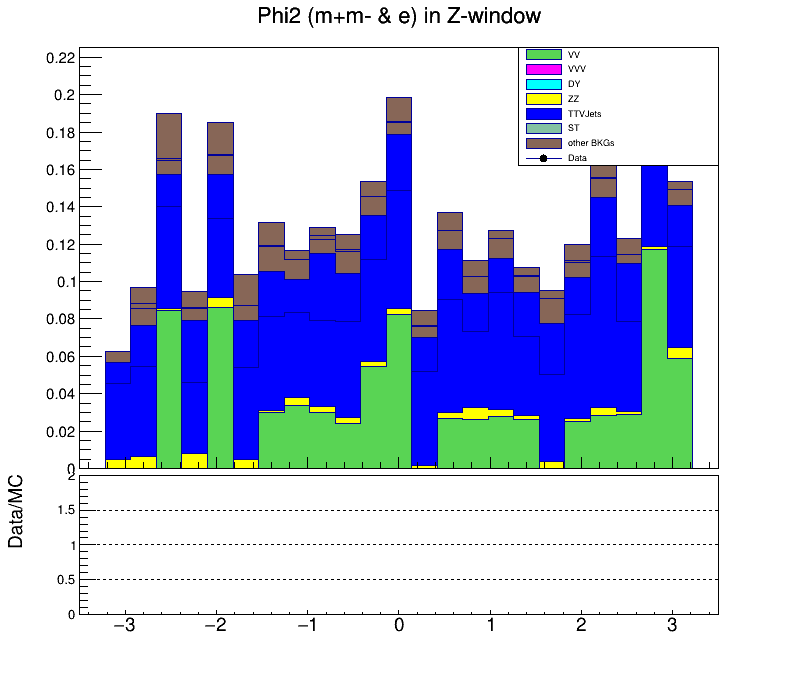 Phi2 (m+m- & e) in Z-window
0.22
0.2
0.18
0.16
0.14
0.12
0.1
0.08
0.06
0.04
0.02
0
VV
VVV
DY
ZZ
TTVJets
ST
other BKGs
Data
Data/MC
2
1.5
1
0.5
0
−3 −2 −1 0 1 2 3